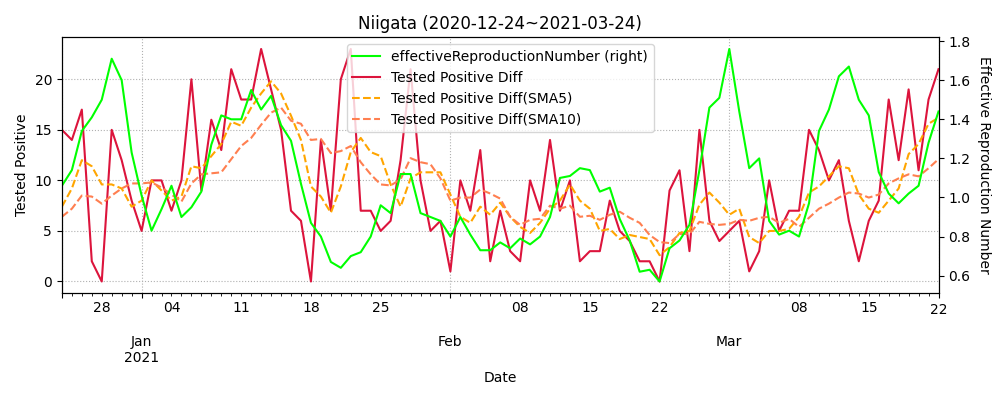 Niigata (2020-12-24~2021-03-24)
effectiveReproductionNumber (right)
Tested Positive Diff
Tested Positive Diff(SMA5)
Tested Positive Diff(SMA10)
Tested Positive
20
15
10
5
0
1.8
1.6
1.4
1.2
1.0
0.8
0.6
Effective Reproduction Number
28 04 11 18 25 08 15 22 08 15 22
Jan Feb Mar
2021
Date